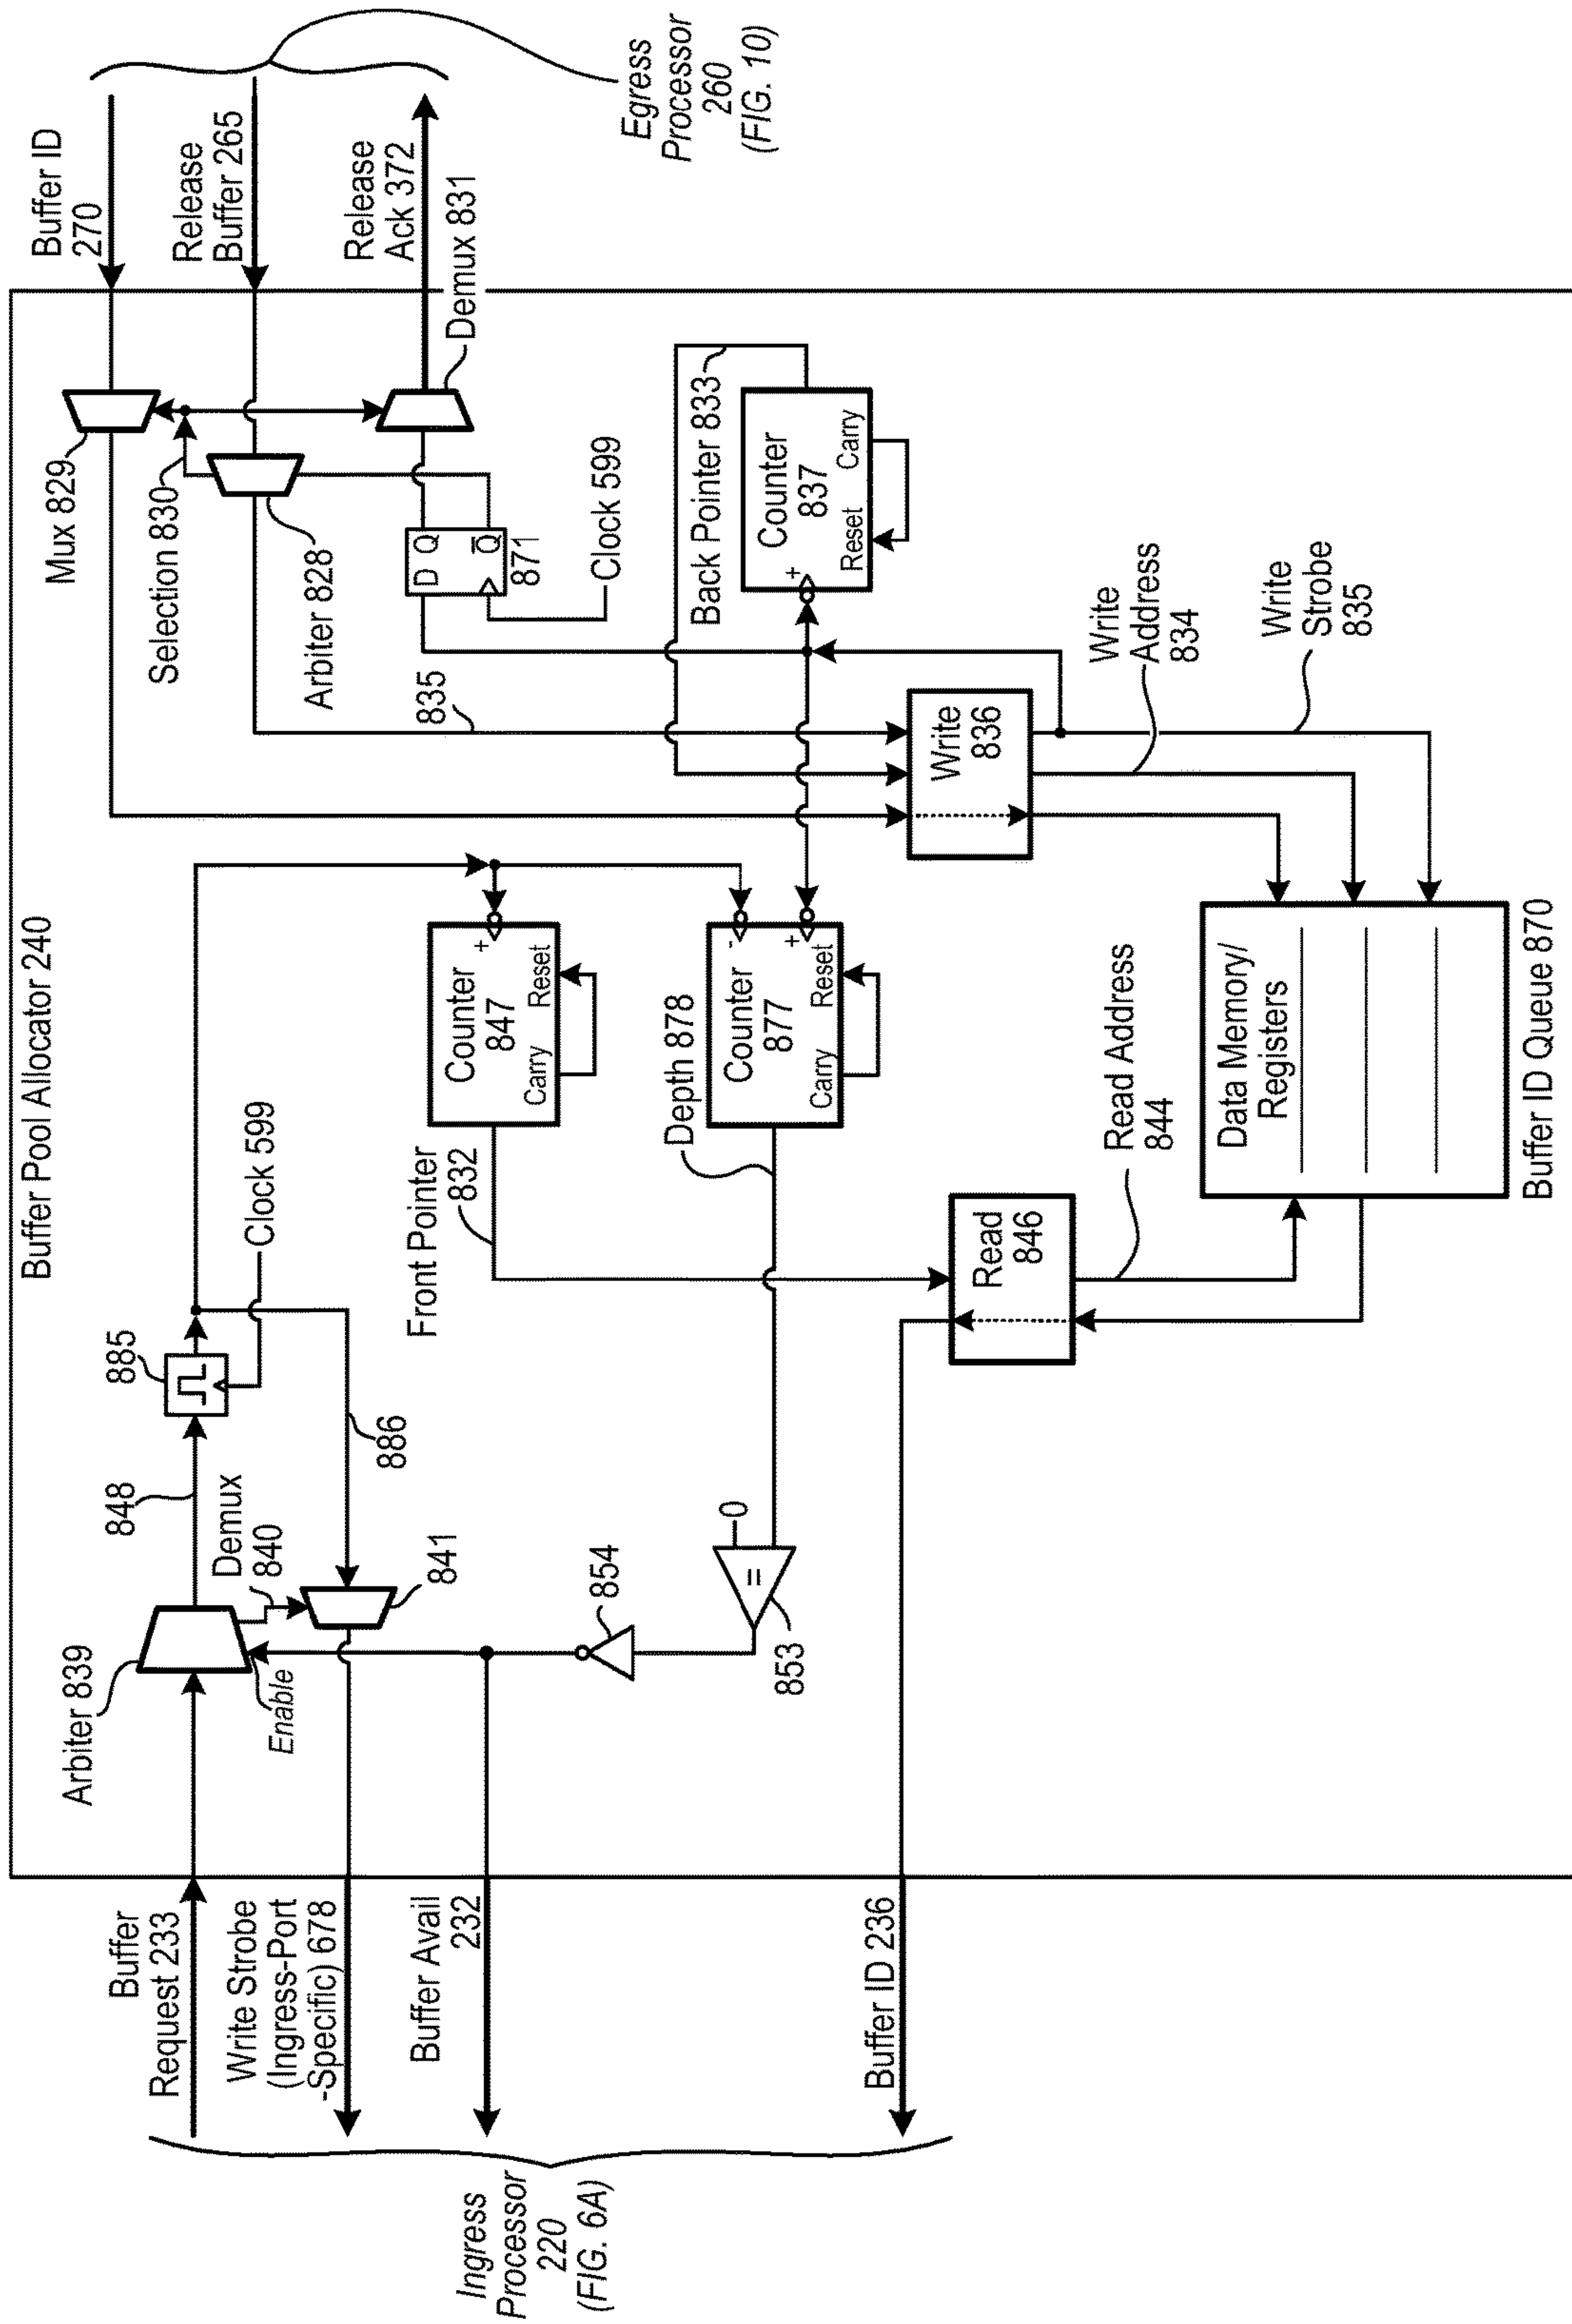 Buffer Pool Allocator 240
Buffer
Request 233
Write Strobe
(Ingress-Port
-Specific) 678
Buffer Avail
232
Buffer ID 236
Ingress
Processor
220
(FIG. 6A)
Arbiter 839
Enable
848
Demux
840
841
885
Clock 599
886
854
853
=
0
Front Pointer
832
Counter
847
+
Carry
Reset
Depth 878
Counter
877
-
+
Carry
Reset
Read
846
Read Address
844
Data Memory/
Registers
Buffer ID Queue 870
Mux 829
Selection 830
Arbiter 828
835
D Q
Q̅
871
Clock 599
Back Pointer 833
Counter
837
+
Reset
Carry
Write
836
Write
Address
834
Write
Strobe
835
Demux 831
Buffer ID
270
Release
Buffer 265
Release
Ack 372
Egress
Processor
260
(FIG. 10)